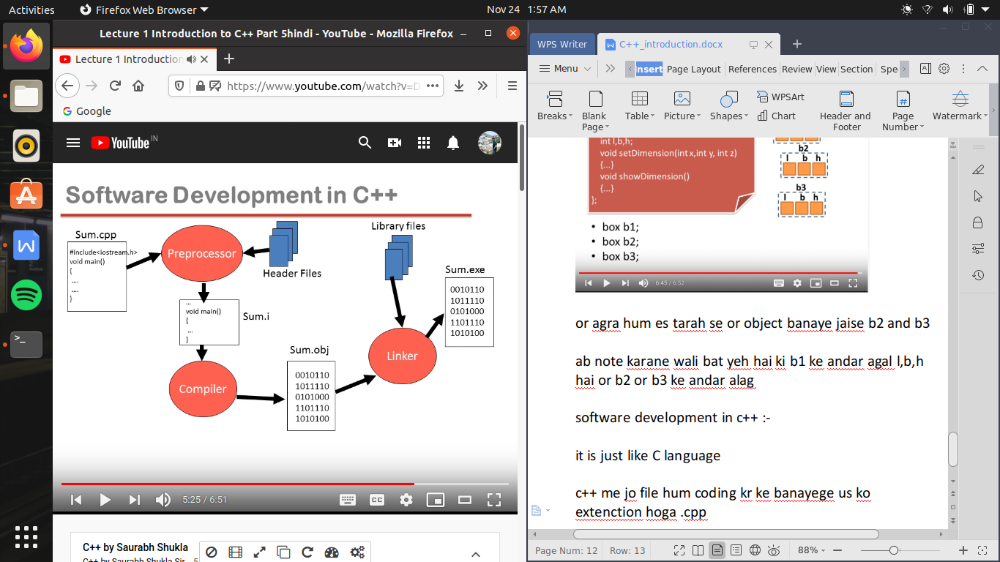 Activities
Firefox Web Browser
Nov 24 1:57 AM
Lecture 1 Introduction to C++ Part 5hindi - YouTube - Mozilla Firefox
Lecture 1 Introduction
https://www.youtube.com/watch?v=D
Google
YouTube IN
Software Development in C++
Sum.cpp
#Include<iostream.h>
void main()
{
....
....
}
Preprocessor
Header Files
Library files
Sum.exe
0010110
1011110
0101000
1101110
1010100
...
void main()
{
...
}
Sum.i
Compiler
Sum.obj
0010110
1011110
0101000
1101110
1010100
Linker
5:25 / 6:51
CC
C++ by Saurabh Shukla
C++ by Saurabh Shukla Sir
WPS Writer
C++_introduction.docx
Menu
Insert
Page Layout
References
Review
View
Section
Spe
Breaks
Blank Page
Table
Picture
Shapes
WPSArt
Chart
Header and Footer
Page Number
Watermark
int l,b,h;
void setDimension(int x,int y, int z)
{...}
void showDimension()
{...}
};
b2
l b h
b3
l b h
• box b1;
• box b2;
• box b3;
6:45 / 6:52
or agra hum es tarah se or object banaye jaise b2 and b3
ab note karane wali bat yeh hai ki b1 ke andar agal l,b,h
hai or b2 or b3 ke andar alag
software development in c++ :-
it is just like C language
c++ me jo file hum coding kr ke banayege us ko
extenction hoga .cpp
Page Num: 12 Row: 13
88%